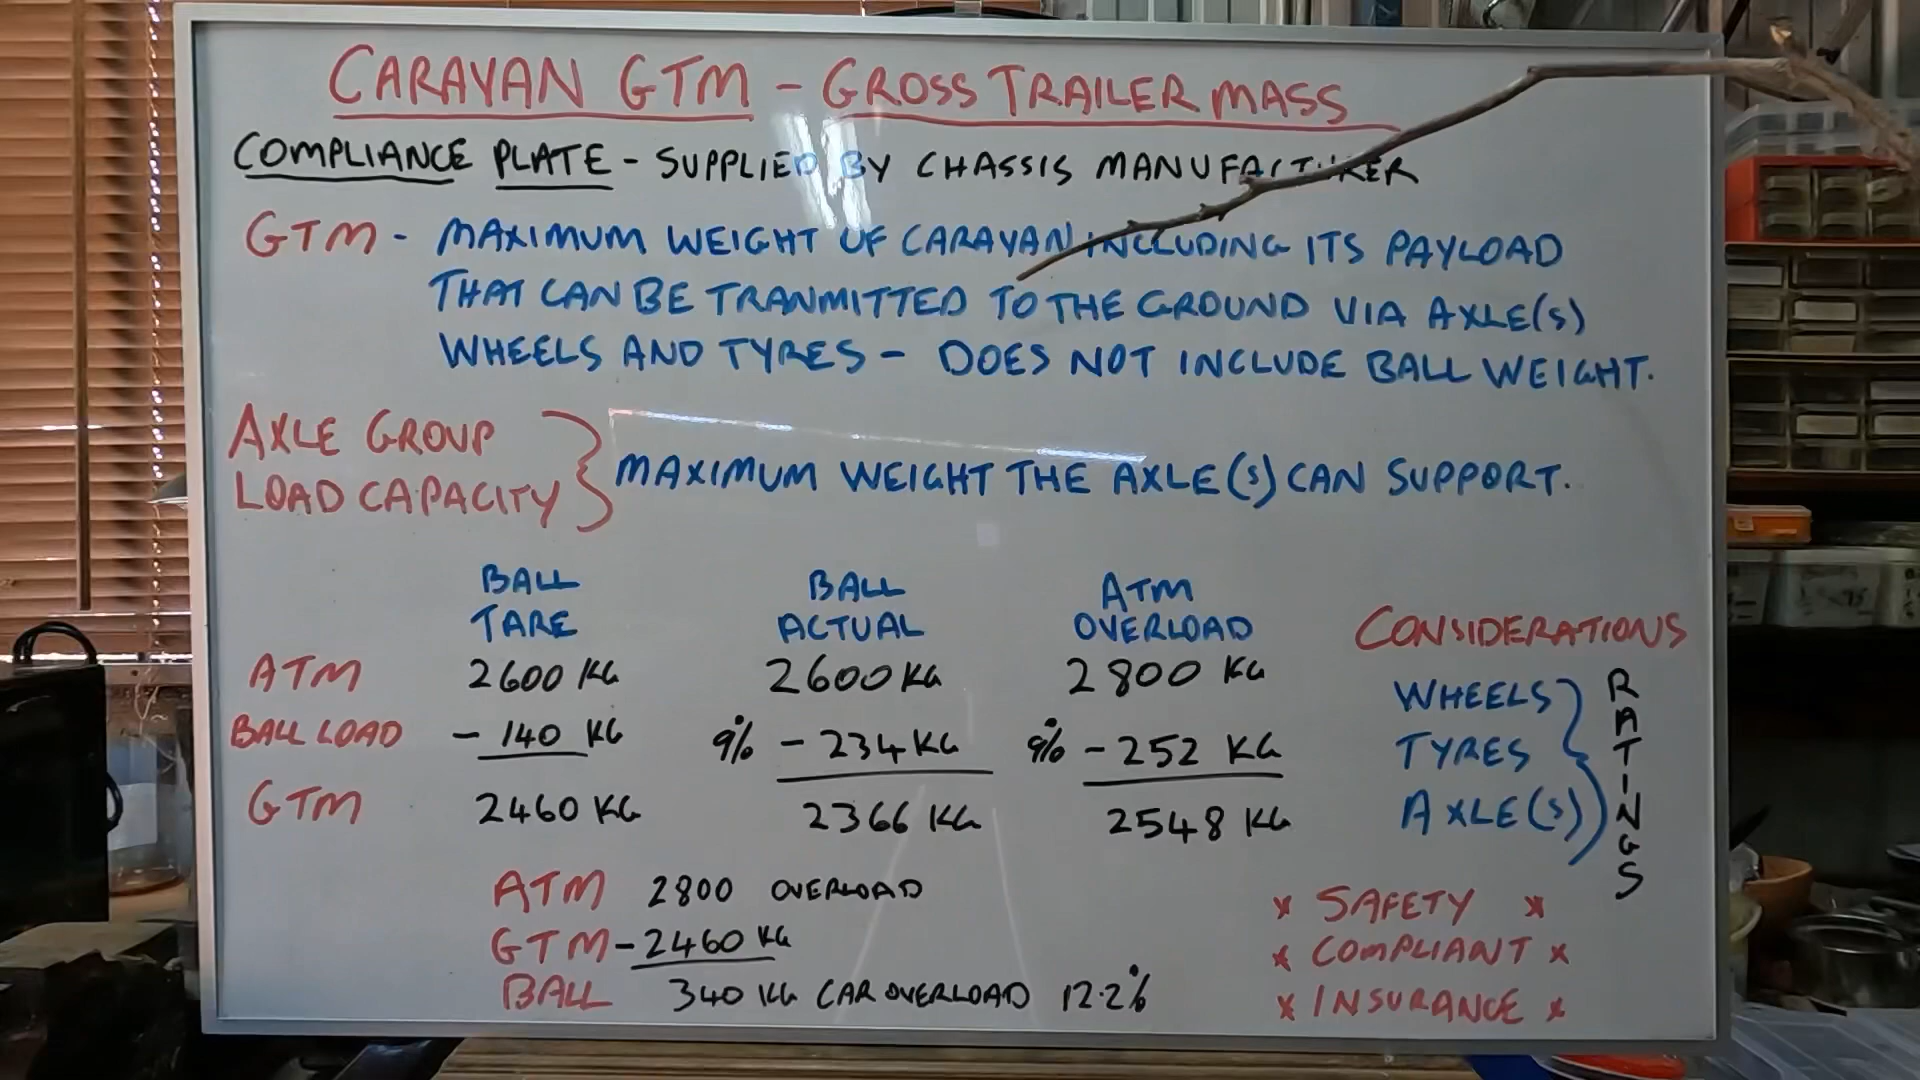 CARAVAN GTM - GROSS TRAILER MASS
COMPLIANCE PLATE - SUPPLIED BY CHASSIS MANUFACTURER
GTM - MAXIMUM WEIGHT OF CARAVAN INCLUDING ITS PAYLOAD
THAT CAN BE TRANMITTED TO THE GROUND VIA AXLE(S)
WHEELS AND TYRES - DOES NOT INCLUDE BALL WEIGHT.
AXLE GROUP
LOAD CAPACITY } MAXIMUM WEIGHT THE AXLE(S) CAN SUPPORT.
BALL TARE
BALL ACTUAL
ATM OVERLOAD
ATM 2600 KG 2600 KG 2800 KG
BALL LOAD - 140 KG 9% - 234 KG 9% - 252 KG
GTM 2460 KG 2366 KG 2548 KG
ATM 2800 OVERLOAD
GTM - 2460 KG
BALL 340 KG CAR OVERLOAD 12.2%
CONSIDERATIONS
WHEELS
TYRES
AXLE(S)
RATINGS
* SAFETY *
* COMPLIANT *
* INSURANCE *